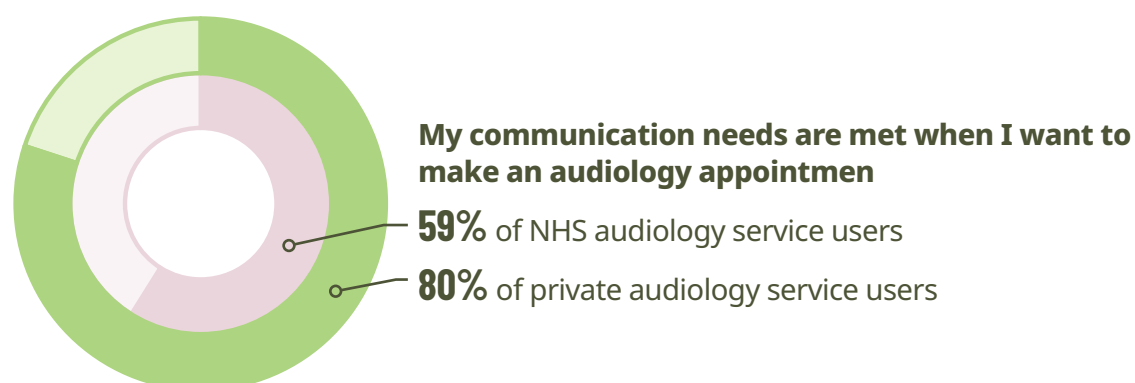 My communication needs are met when I want to
make an audiology appointmen
59% of NHS audiology service users
80% of private audiology service users